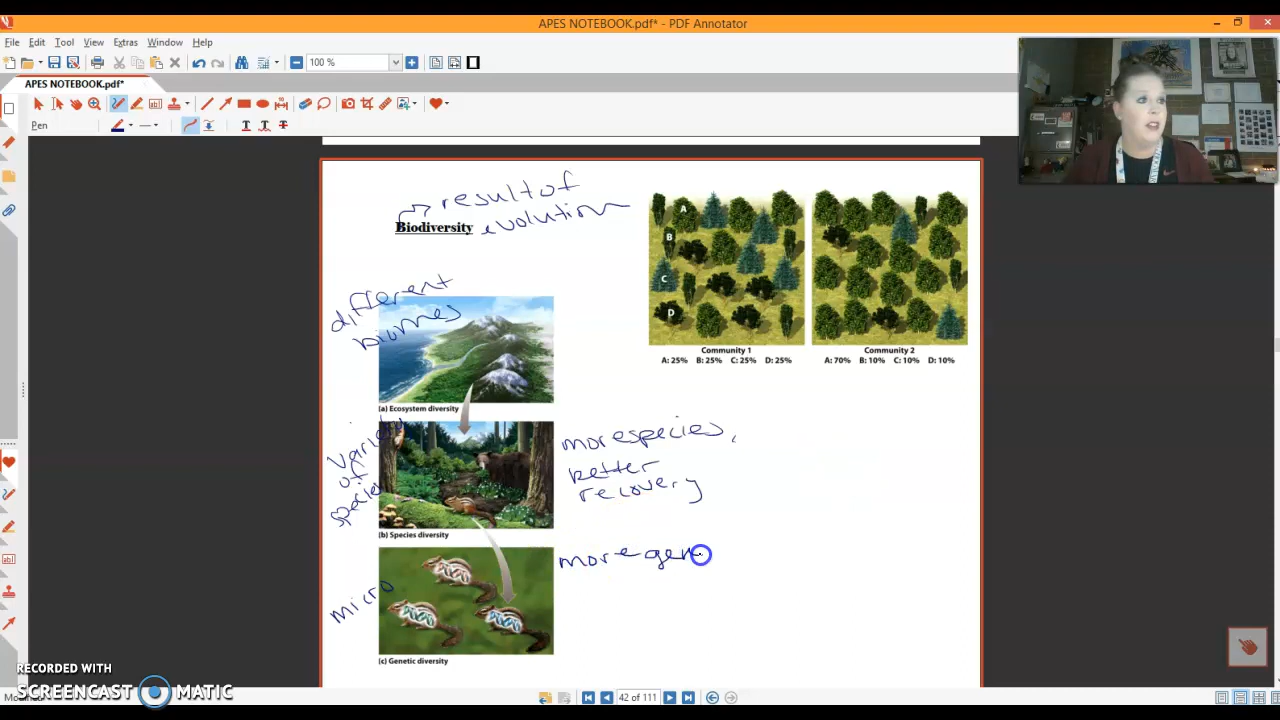 APES NOTEBOOK.pdf* - PDF Annotator
File Edit Tool View Extras Window Help
100 %
APES NOTEBOOK.pdf*
Pen
result of
evolution
Biodiversity
different
biomes
(a) Ecosystem diversity
variety
of
species
more species,
better
recovery
(b) Species diversity
micro
more gen
(c) Genetic diversity
A
B
C
D
Community 1
A: 25% B: 25% C: 25% D: 25%
Community 2
A: 70% B: 10% C: 10% D: 10%
RECORDED WITH
SCREENCAST MATIC
42 of 111